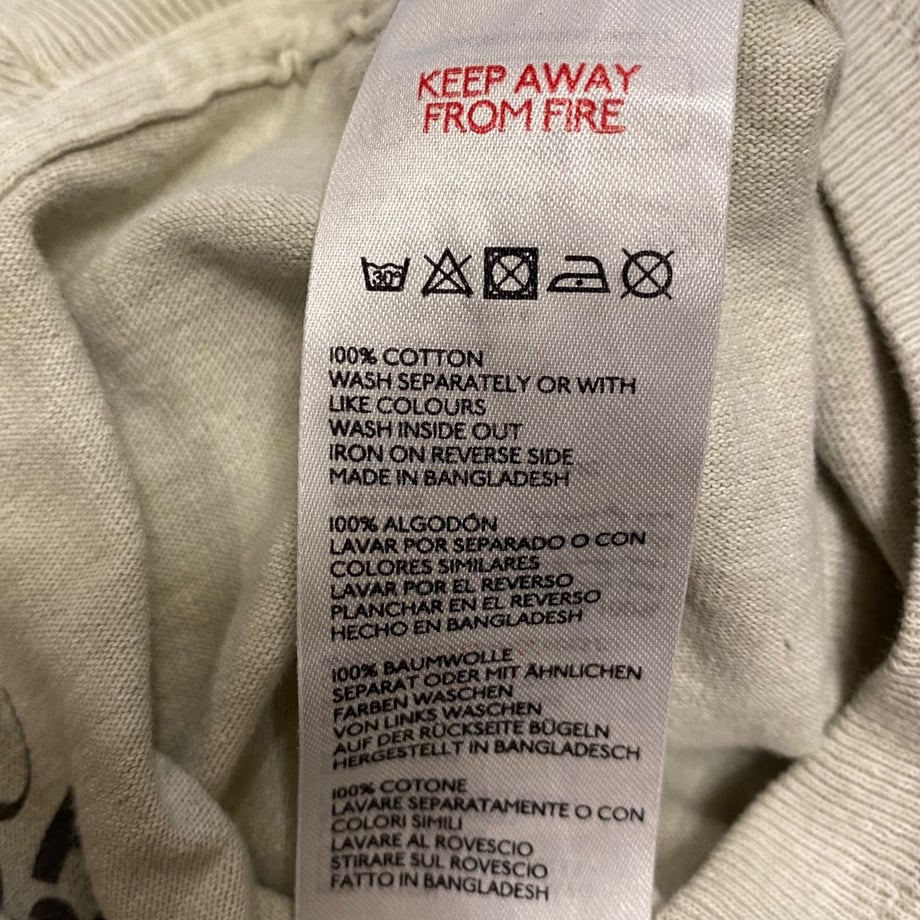 KEEP AWAY
FROM FIRE
30°
100% COTTON
WASH SEPARATELY OR WITH
LIKE COLOURS
WASH INSIDE OUT
IRON ON REVERSE SIDE
MADE IN BANGLADESH
100% ALGODÓN
LAVAR POR SEPARADO O CON
COLORES SIMILARES
LAVAR POR EL REVERSO
PLANCHAR EN EL REVERSO
HECHO EN BANGLADESH
100% BAUMWOLLE
SEPARAT ODER MIT ÄHNLICHEN
FARBEN WASCHEN
VON LINKS WASCHEN
AUF DER RÜCKSEITE BÜGELN
HERGESTELLT IN BANGLADESCH
100% COTONE
LAVARE SEPARATAMENTE O CON
COLORI SIMILI
LAVARE AL ROVESCIO
STIRARE SUL ROVESCIO
FATTO IN BANGLADESH